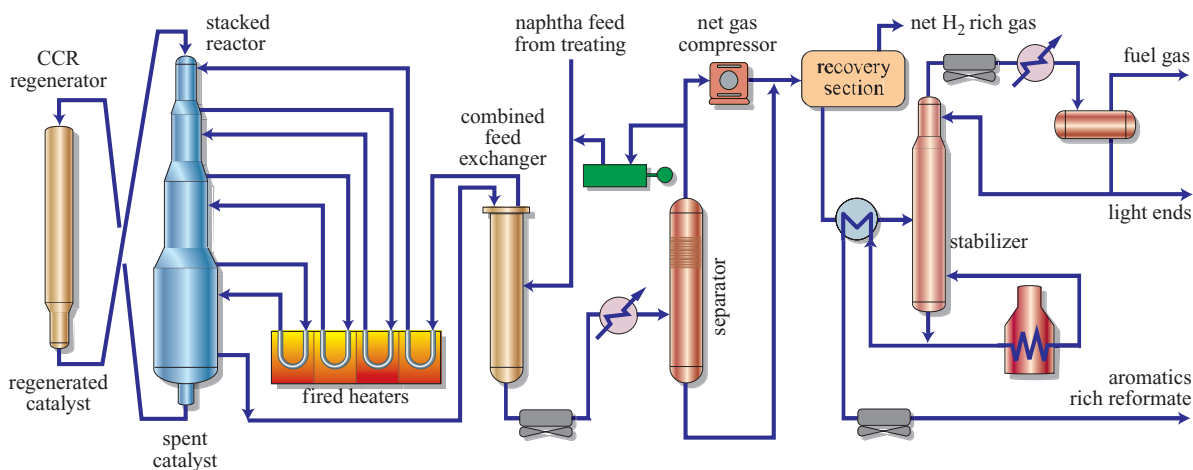 stacked
reactor
CCR
regenerator
naphtha feed
from treating
net gas
compressor
net H₂ rich gas
fuel gas
recovery
section
combined
feed
exchanger
light ends
stabilizer
separator
fired heaters
regenerated
catalyst
spent
catalyst
aromatics
rich reformate